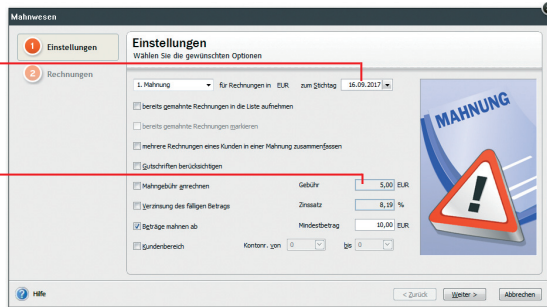 Mahnwesen
1 Einstellungen
2 Rechnungen
Einstellungen
Wählen Sie die gewünschten Optionen
1. Mahnung für Rechnungen in EUR zum Stichtag 16.09.2017
bereits gemahnte Rechnungen in die Liste aufnehmen
bereits gemahnte Rechnungen markieren
mehrere Rechnungen eines Kunden in einer Mahnung zusammenfassen
Gutschriften berücksichtigen
Mahngebühr anrechnen Gebühr 5,00 EUR
Verzinsung des fälligen Betrags Zinssatz 8,19 %
Beträge mahnen ab Mindestbetrag 10,00 EUR
Kundenbereich Kontonr. von 0 bis 0
MAHNUNG
Hilfe
< Zurück Weiter > Abbrechen